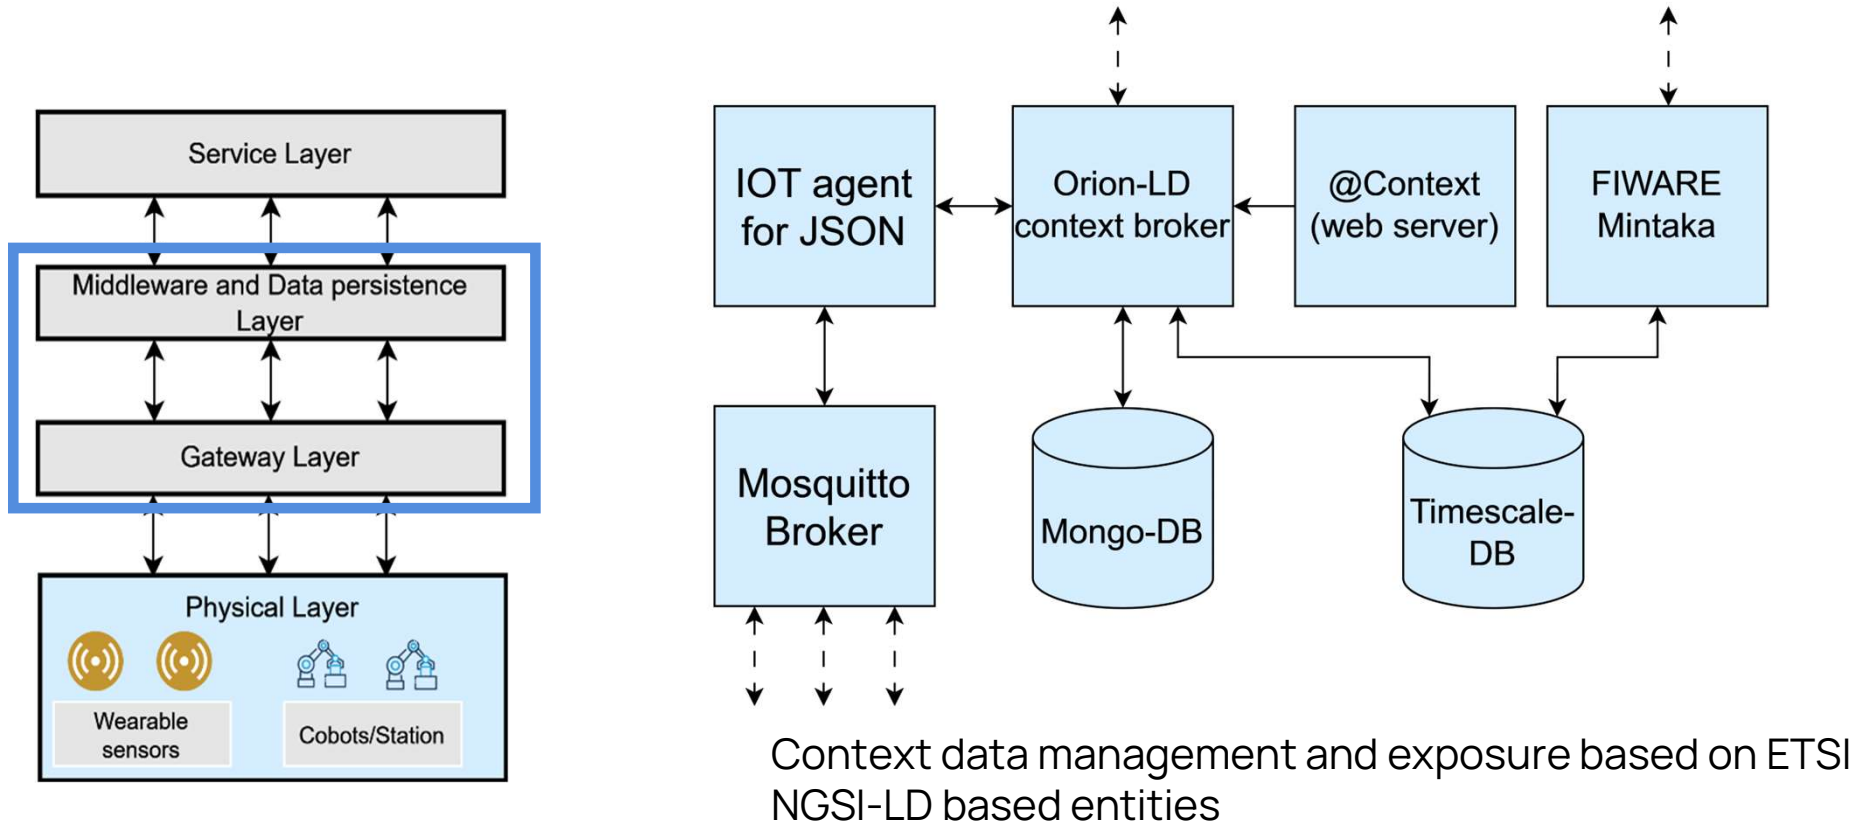 Service Layer
Middleware and Data persistence
Layer
Gateway Layer
Physical Layer
Wearable
sensors
Cobots/Station
IOT agent
for JSON
Orion-LD
context broker
@Context
(web server)
FIWARE
Mintaka
Mosquitto
Broker
Mongo-DB
Timescale-
DB
Context data management and exposure based on ETSI
NGSI-LD based entities